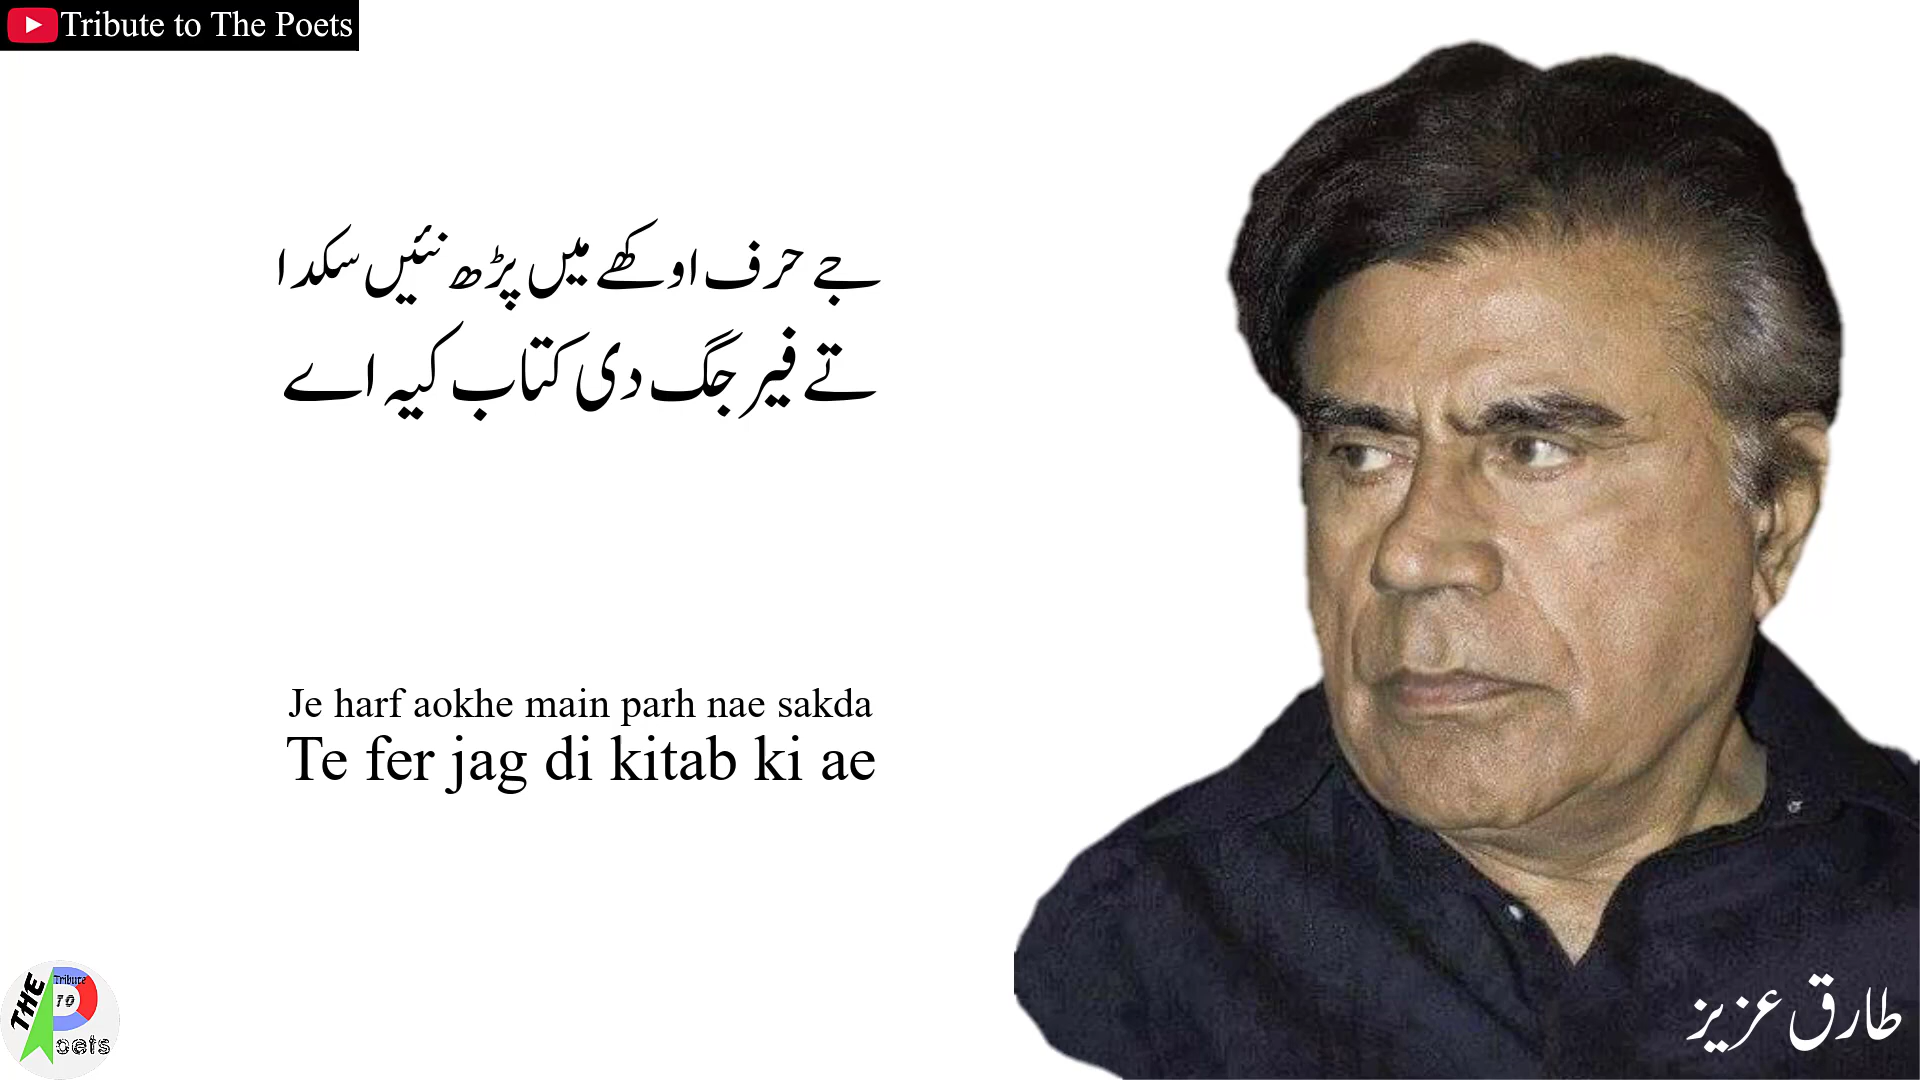 Tribute to The Poets
جے حرف اوکھے میں پڑھ نئیں سکدا
تے فیر جگ دی کتاب کیہ اے
Je harf aokhe main parh nae sakda
Te fer jag di kitab ki ae
طارق عزیز
THE
Tribute
TO
Poets